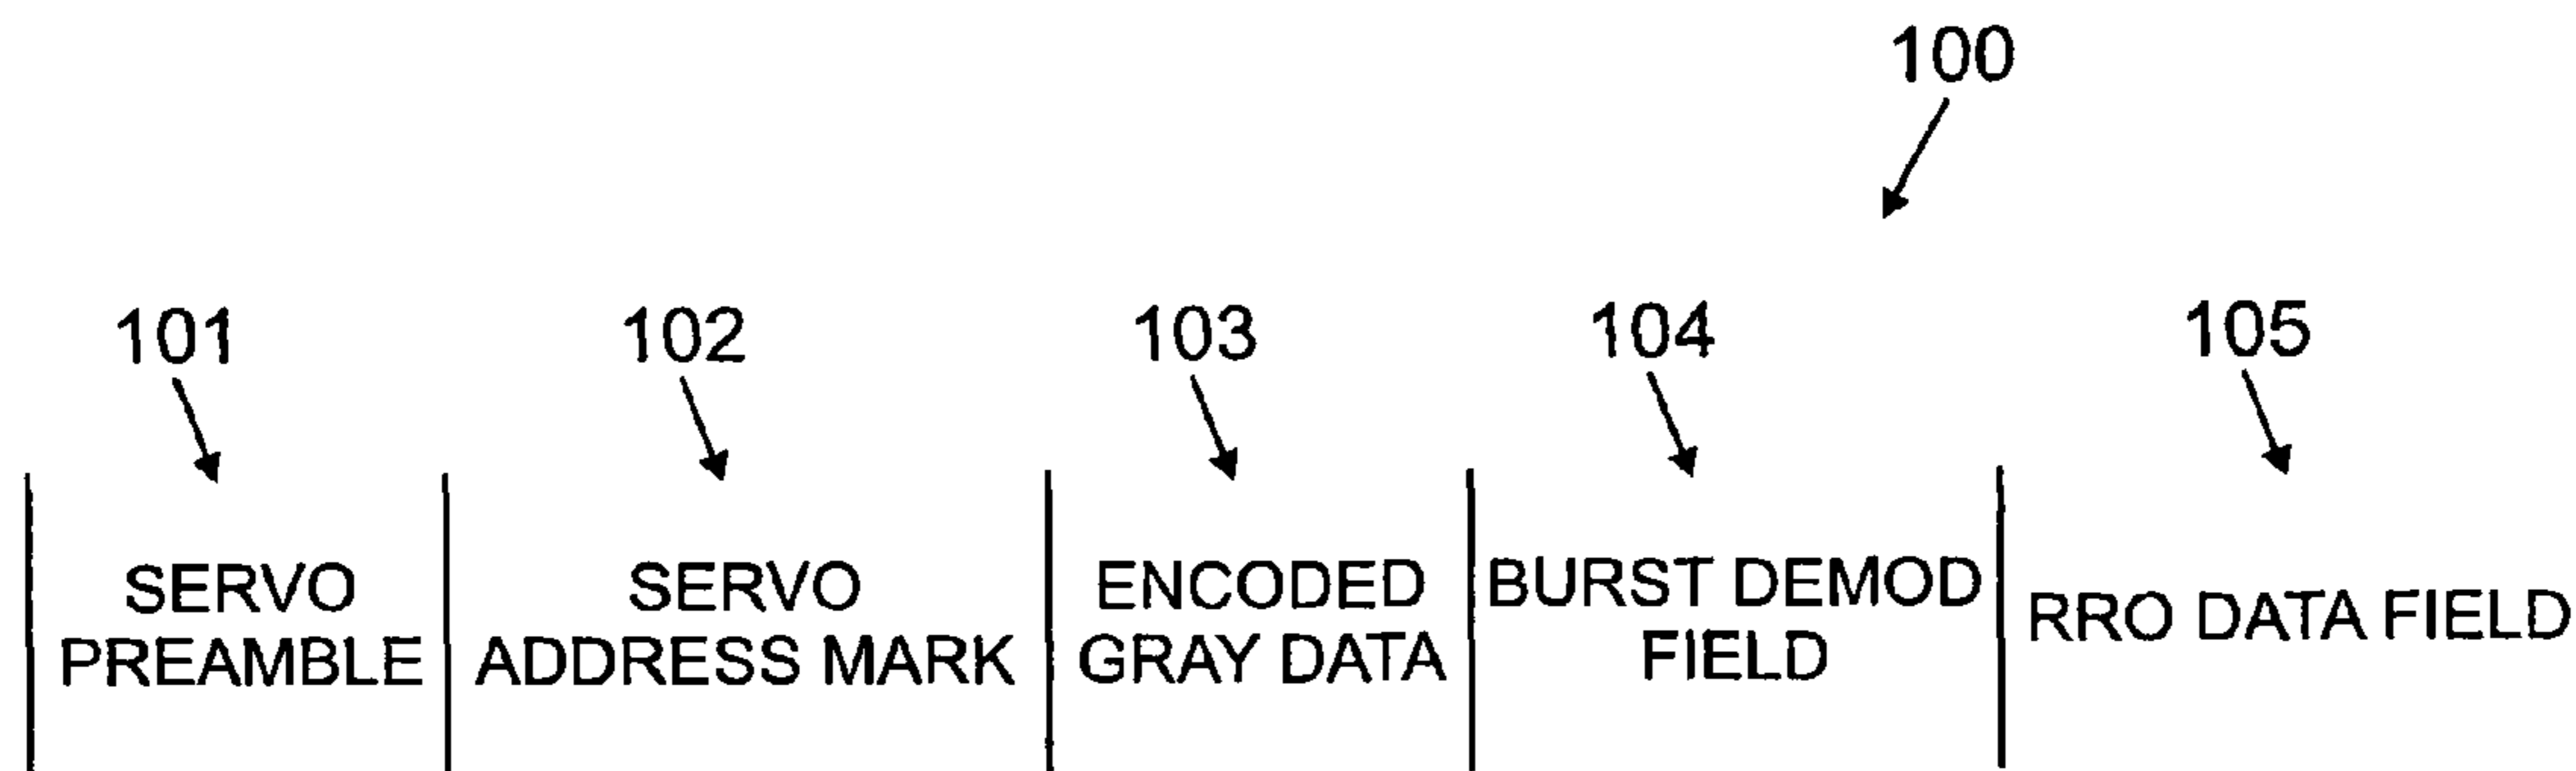 100
101
102
103
104
105
SERVO
PREAMBLE
SERVO
ADDRESS MARK
ENCODED
GRAY DATA
BURST DEMOD
FIELD
RRO DATA FIELD